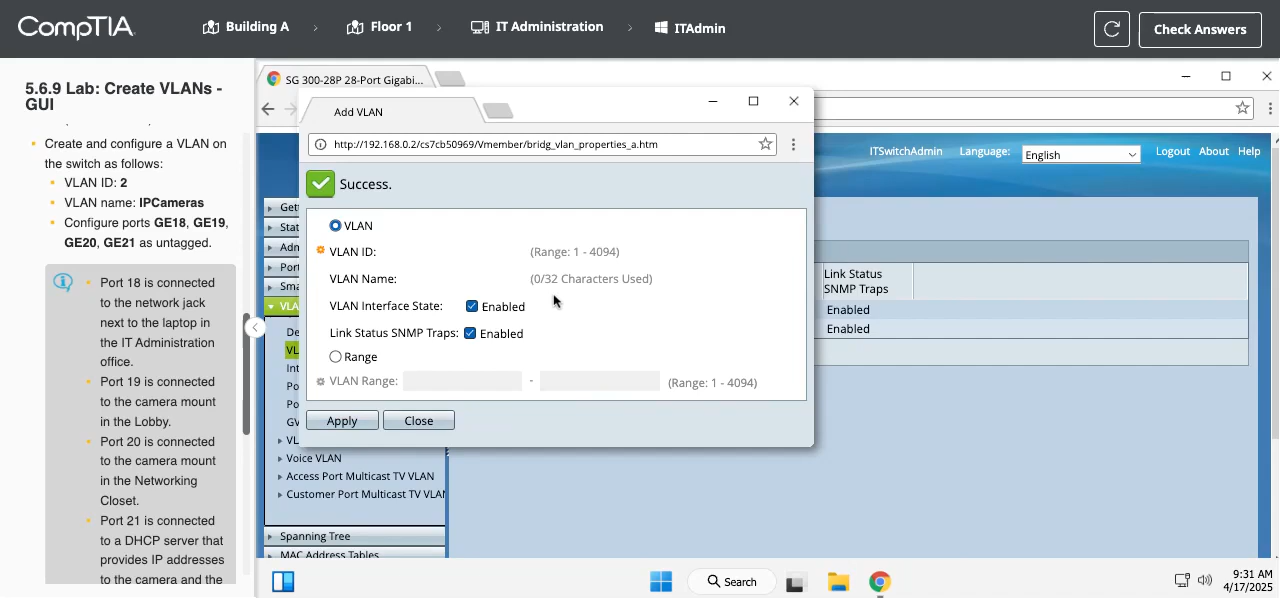 CompTIA.
Building A
Floor 1
IT Administration
ITAdmin
Check Answers
5.6.9 Lab: Create VLANs - GUI
Create and configure a VLAN on
the switch as follows:
VLAN ID: 2
VLAN name: IPCameras
Configure ports GE18, GE19,
GE20, GE21 as untagged.
Port 18 is connected
to the network jack
next to the laptop in
the IT Administration
office.
Port 19 is connected
to the camera mount
in the Lobby.
Port 20 is connected
to the camera mount
in the Networking
Closet.
Port 21 is connected
to a DHCP server that
provides IP addresses
to the camera and the
SG 300-28P 28-Port Gigabi...
Add VLAN
http://192.168.0.2/cs7cb50969/Vmember/bridg_vlan_properties_a.htm
ITSwitchAdmin
Language:
English
Logout
About
Help
Success.
VLAN
VLAN ID:
(Range: 1 - 4094)
VLAN Name:
(0/32 Characters Used)
VLAN Interface State:
Enabled
Link Status SNMP Traps:
Enabled
Range
VLAN Range:
-
(Range: 1 - 4094)
Apply
Close
Link Status
SNMP Traps
Enabled
Enabled
Voice VLAN
Access Port Multicast TV VLAN
Customer Port Multicast TV VLAN
Spanning Tree
MAC Address Tables
Search
9:31 AM
4/17/2025